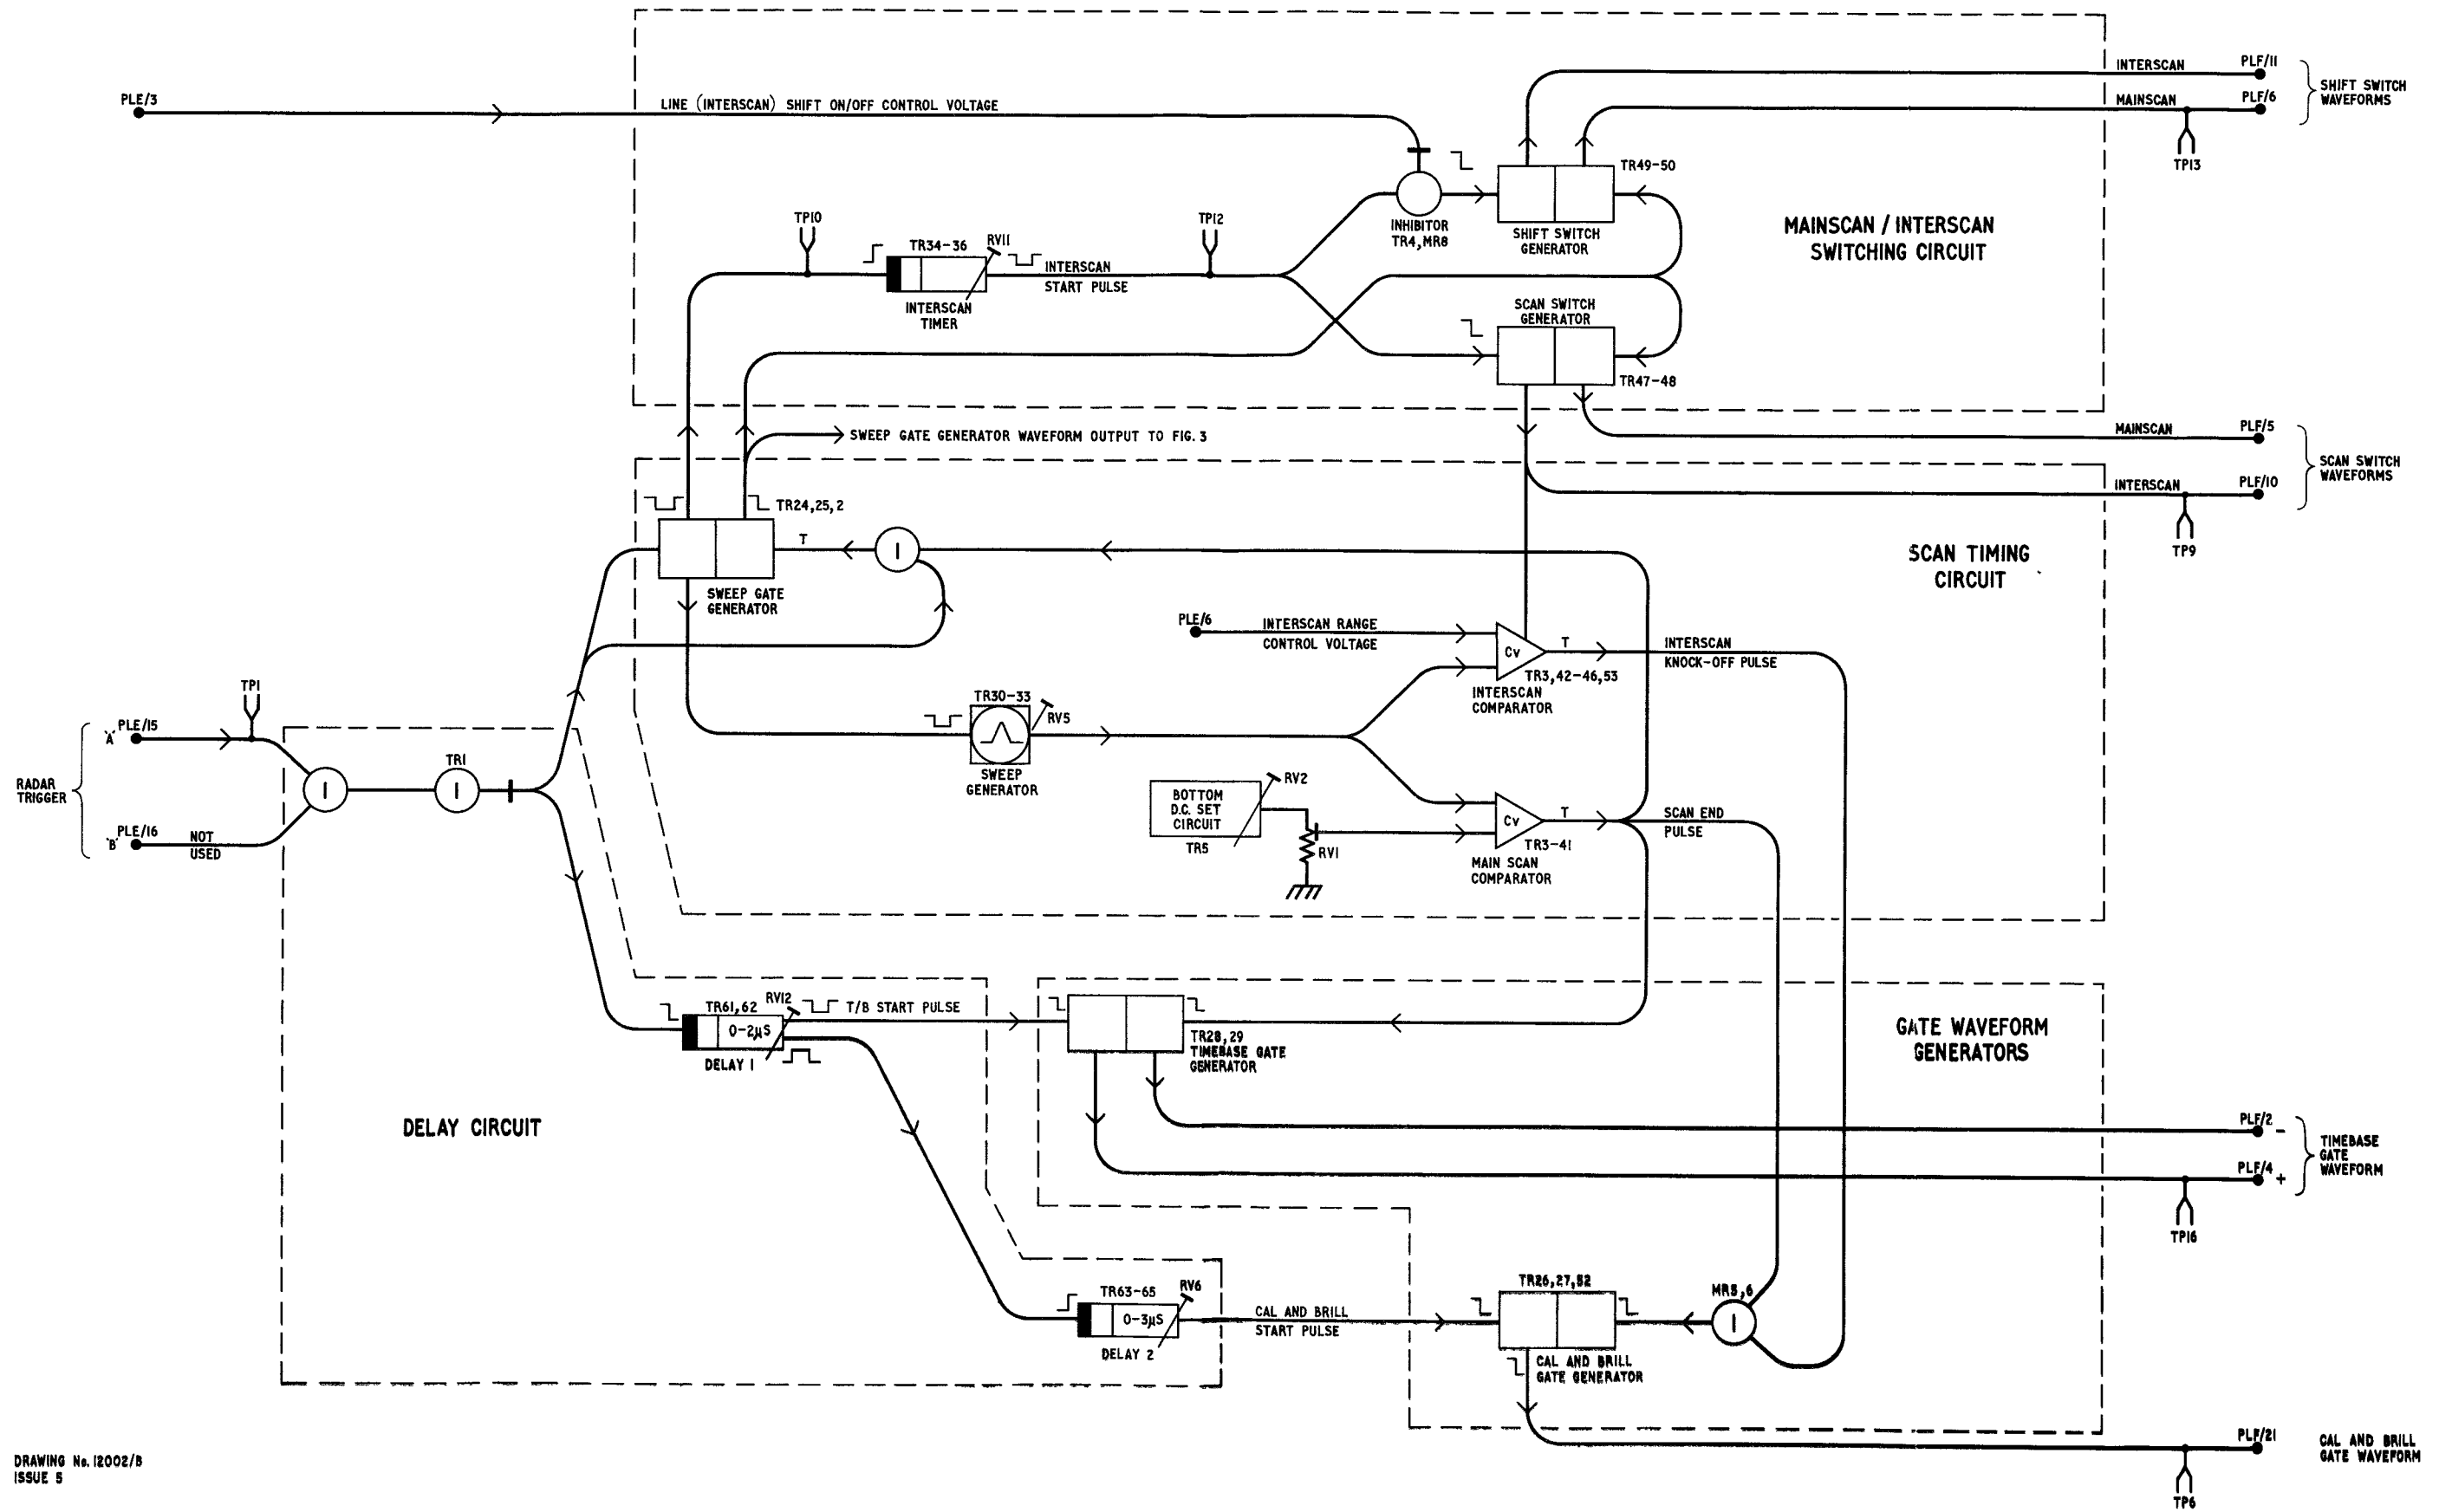 PLE/3
LINE (INTERSCAN) SHIFT ON/OFF CONTROL VOLTAGE
INTERSCAN
PLF/11
MAINSCAN
PLF/6
SHIFT SWITCH
WAVEFORMS
TP13
TR49-50
INHIBITOR
TR4,MR8
SHIFT SWITCH
GENERATOR
MAINSCAN / INTERSCAN
SWITCHING CIRCUIT
TP10
TR34-36
RV11
INTERSCAN
START PULSE
TP12
INTERSCAN
TIMER
SCAN SWITCH
GENERATOR
TR47-48
SWEEP GATE GENERATOR WAVEFORM OUTPUT TO FIG. 3
MAINSCAN
PLF/5
INTERSCAN
PLF/10
SCAN SWITCH
WAVEFORMS
TP9
TR24,25,2
T
I
SWEEP GATE
GENERATOR
SCAN TIMING
CIRCUIT
PLE/6
INTERSCAN RANGE
CONTROL VOLTAGE
Cv
T
INTERSCAN
KNOCK-OFF PULSE
TR3,42-46,53
INTERSCAN
COMPARATOR
TR30-33
RV5
SWEEP
GENERATOR
TP1
RADAR
TRIGGER
'A'
PLE/15
'B'
PLE/16
NOT
USED
I
TR1
I
BOTTOM
D.C. SET
CIRCUIT
RV2
TR5
RV1
Cv
T
SCAN END
PULSE
TR3-41
MAIN SCAN
COMPARATOR
TR61,62
RV12
T/B START PULSE
0-2µS
DELAY 1
TR28,29
TIMEBASE GATE
GENERATOR
GATE WAVEFORM
GENERATORS
DELAY CIRCUIT
PLF/2
-
PLF/4
+
TIMEBASE
GATE
WAVEFORM
TP16
TR63-65
RV6
0-3µS
DELAY 2
CAL AND BRILL
START PULSE
TR26,27,52
MR5,6
I
CAL AND BRILL
GATE GENERATOR
PLF/21
CAL AND BRILL
GATE WAVEFORM
TP6
DRAWING No. 12002/B
ISSUE 5